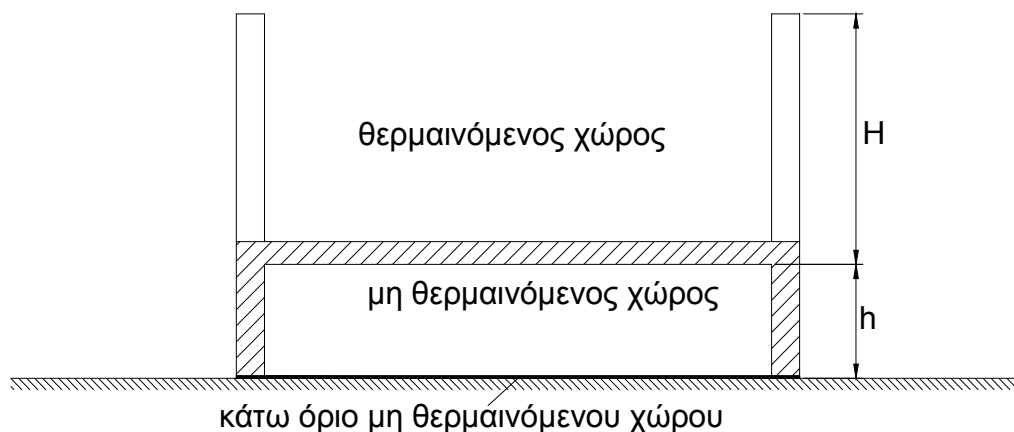 θερμαινόμενος χώρος
H
μη θερμαινόμενος χώρος
h
κάτω όριο μη θερμαινόμενου χώρου